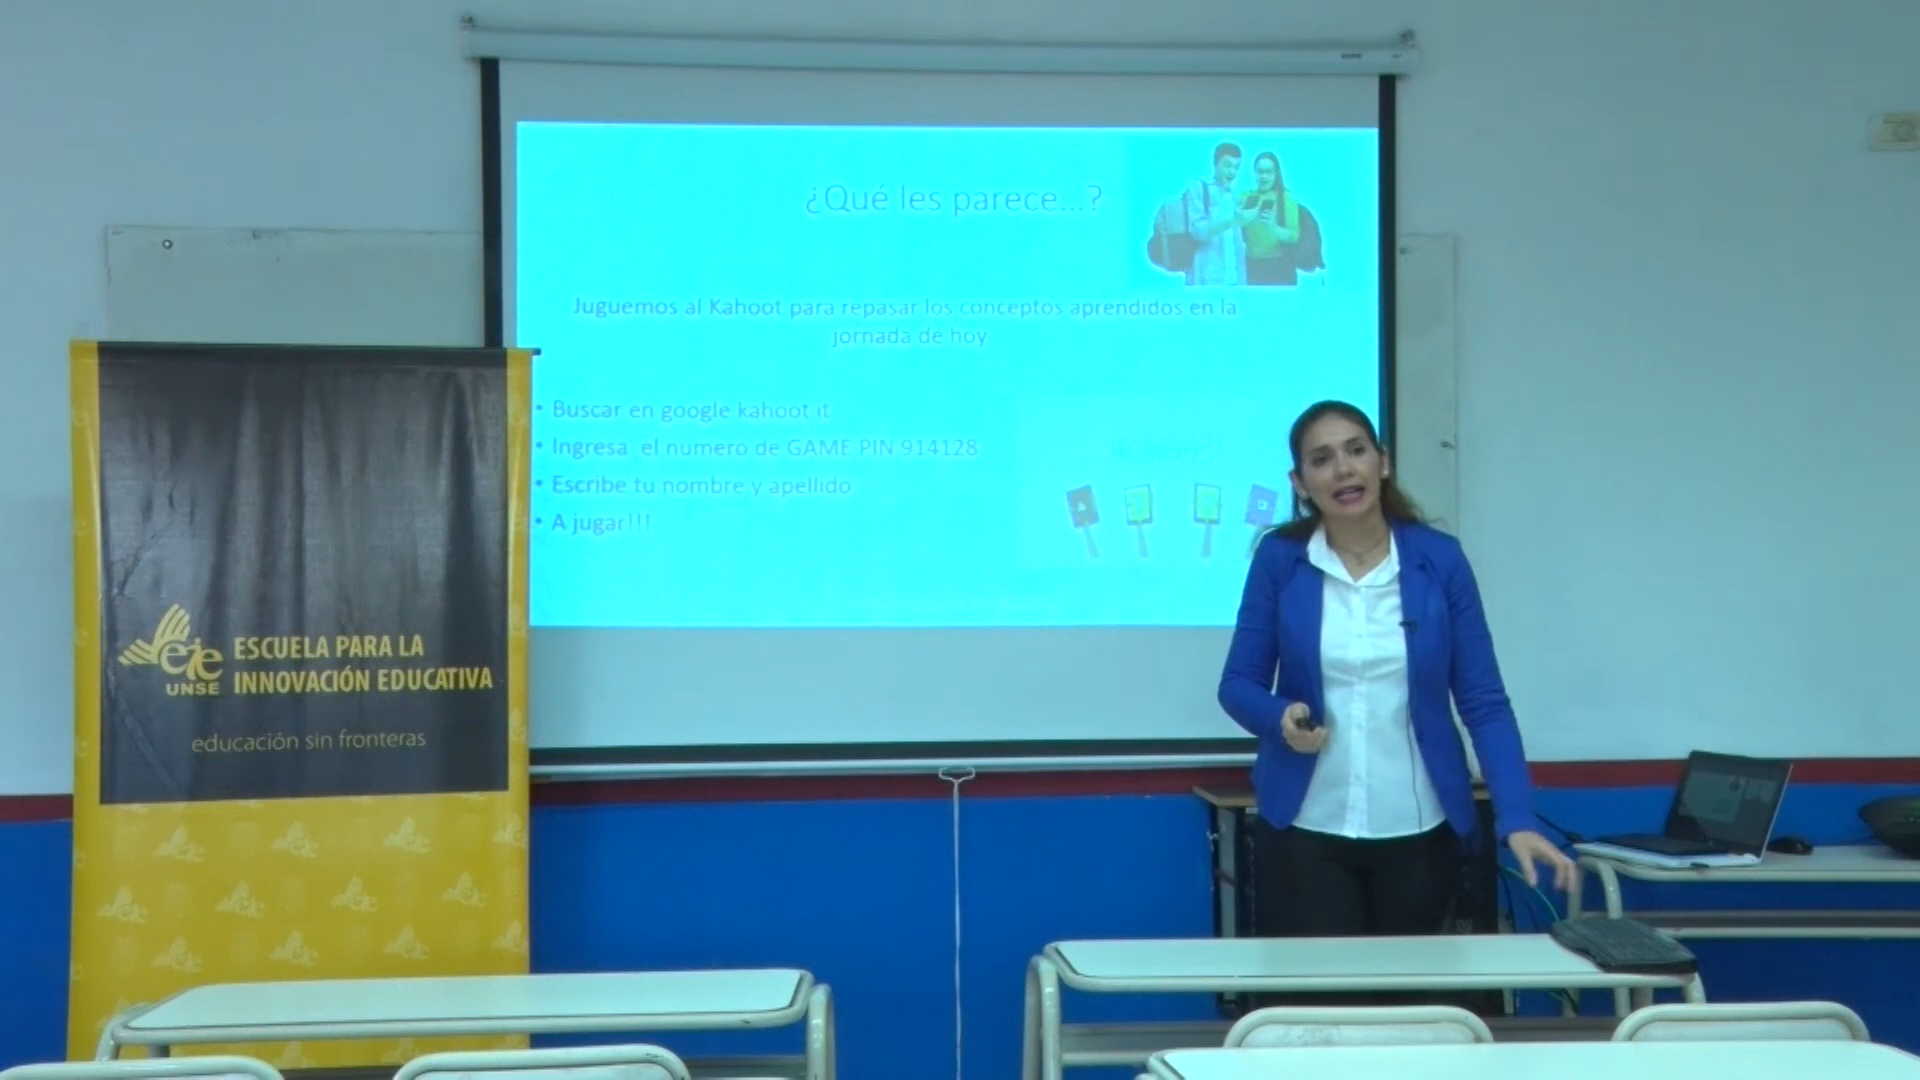 ¿Qué les parece...?
Juguemos al Kahoot para repasar los conceptos aprendidos en la
jornada de hoy
• Buscar en google kahoot it
• Ingresa el numero de GAME PIN 914128
• Escribe tu nombre y apellido
• A jugar!!!
eie
UNSE
ESCUELA PARA LA
INNOVACIÓN EDUCATIVA
educación sin fronteras